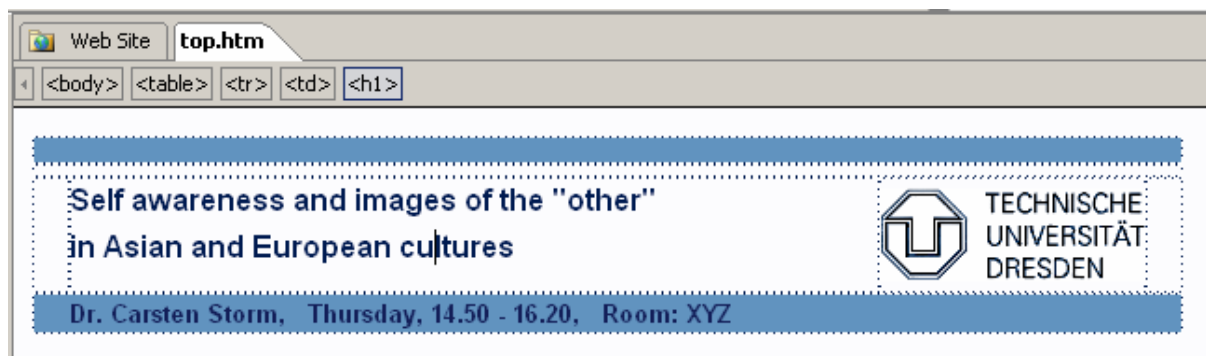 Web Site top.htm
<body> <table> <tr> <td> <h1>
Self awareness and images of the "other"
in Asian and European cultures
TECHNISCHE
UNIVERSITÄT
DRESDEN
Dr. Carsten Storm, Thursday, 14.50 - 16.20, Room: XYZ